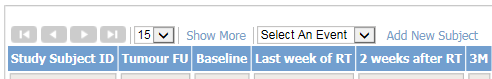 15 Show More Select An Event Add New Subject
Study Subject ID Tumour FU Baseline Last week of RT 2 weeks after RT 3M